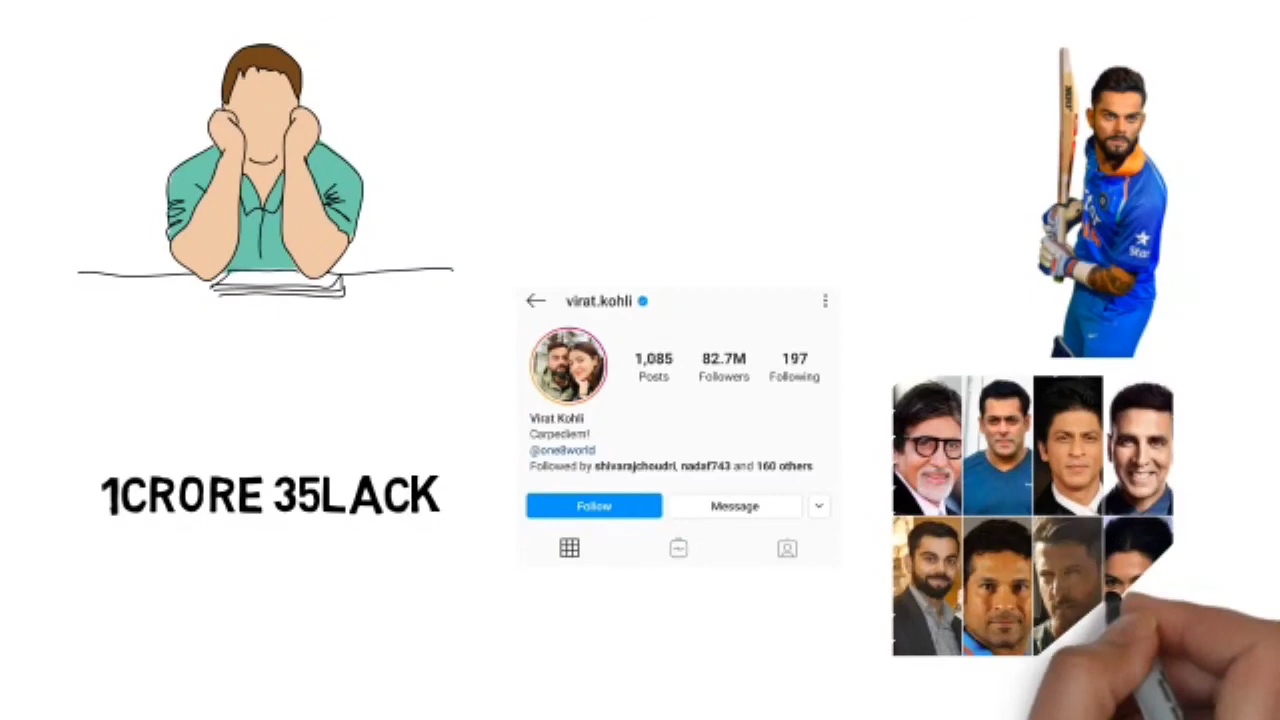 virat.kohli
1,085 82.7M 197
Posts Followers Following
Virat Kohli
Carpediem!
@one8world
Followed by shivarajchoudri, nadaf743 and 160 others
Follow Message
1CRORE 35LACK
Star